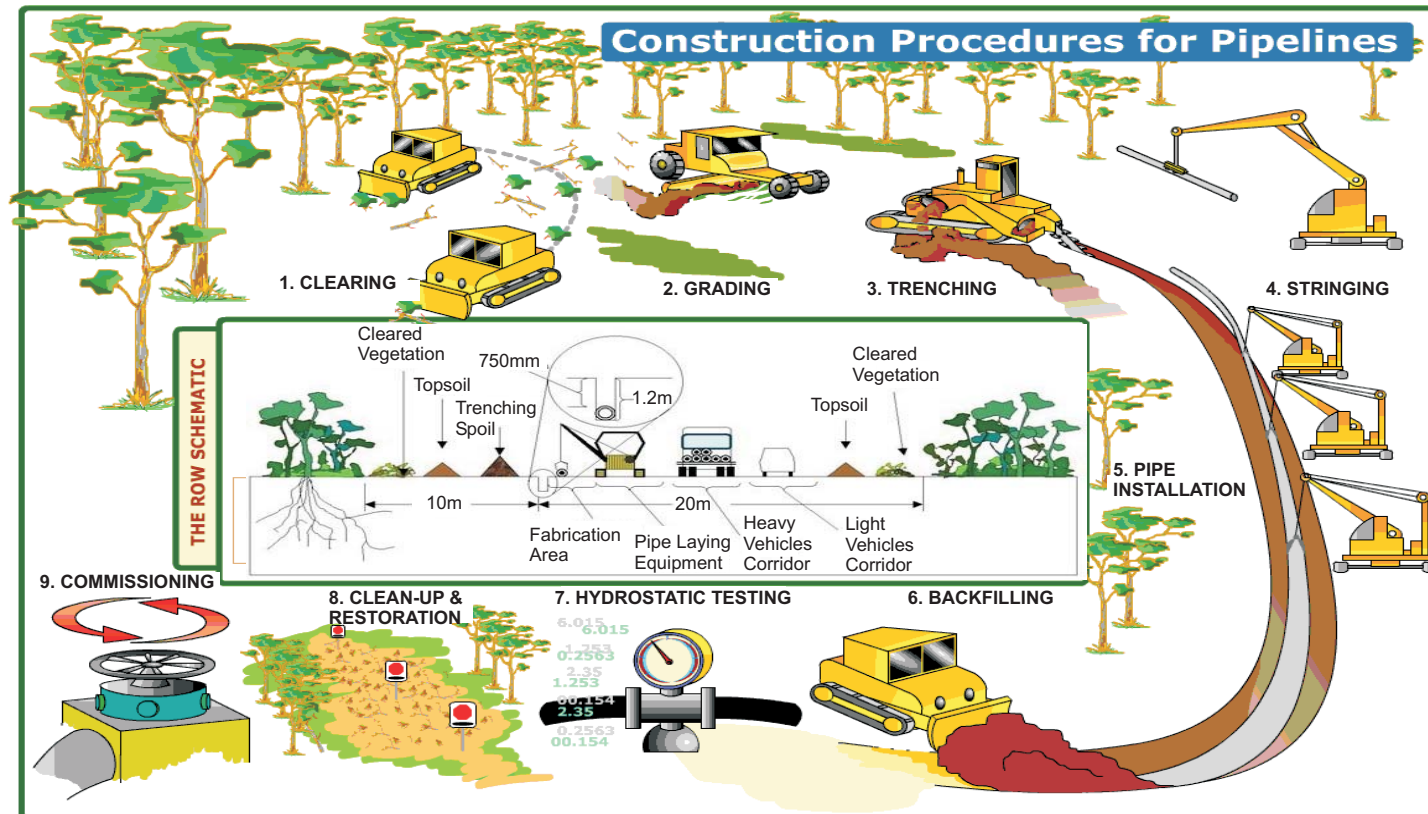 Construction Procedures for Pipelines
1. CLEARING
2. GRADING
3. TRENCHING
4. STRINGING
THE ROW SCHEMATIC
Cleared
Vegetation
Topsoil
Trenching
Spoil
750mm
1.2m
Cleared
Vegetation
Topsoil
10m
20m
Fabrication
Area
Pipe Laying
Equipment
Heavy
Vehicles
Corridor
Light
Vehicles
Corridor
5. PIPE
INSTALLATION
9. COMMISSIONING
8. CLEAN-UP &
RESTORATION
7. HYDROSTATIC TESTING
6. BACKFILLING
6.015
6.015
1.253
0.2563
2.35
1.253
00.154
2.35
0.2563
00.154